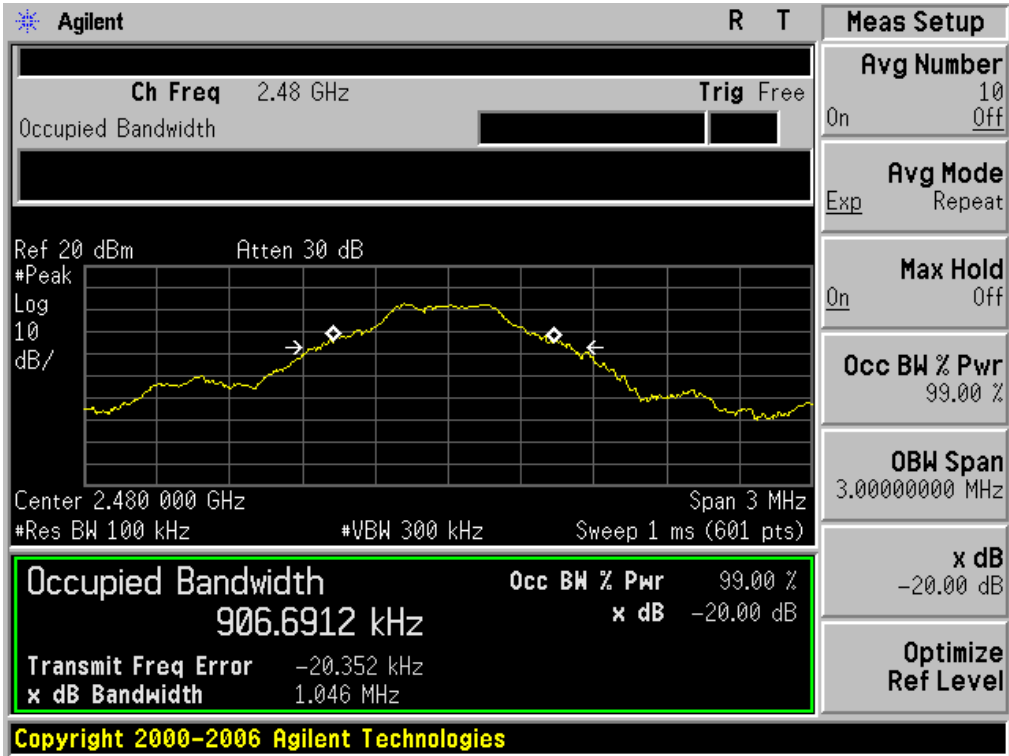 Agilent R T
Ch Freq 2.48 GHz Trig Free
Occupied Bandwidth
Ref 20 dBm Atten 30 dB
#Peak
Log
10
dB/
Center 2.480 000 GHz Span 3 MHz
#Res BW 100 kHz #VBW 300 kHz Sweep 1 ms (601 pts)
Occupied Bandwidth
906.6912 kHz
Occ BW % Pwr 99.00 %
x dB -20.00 dB
Transmit Freq Error -20.352 kHz
x dB Bandwidth 1.046 MHz
Copyright 2000-2006 Agilent Technologies
Meas Setup
Avg Number
10
On Off
Avg Mode
Exp Repeat
Max Hold
On Off
Occ BW % Pwr
99.00 %
OBW Span
3.00000000 MHz
x dB
-20.00 dB
Optimize
Ref Level